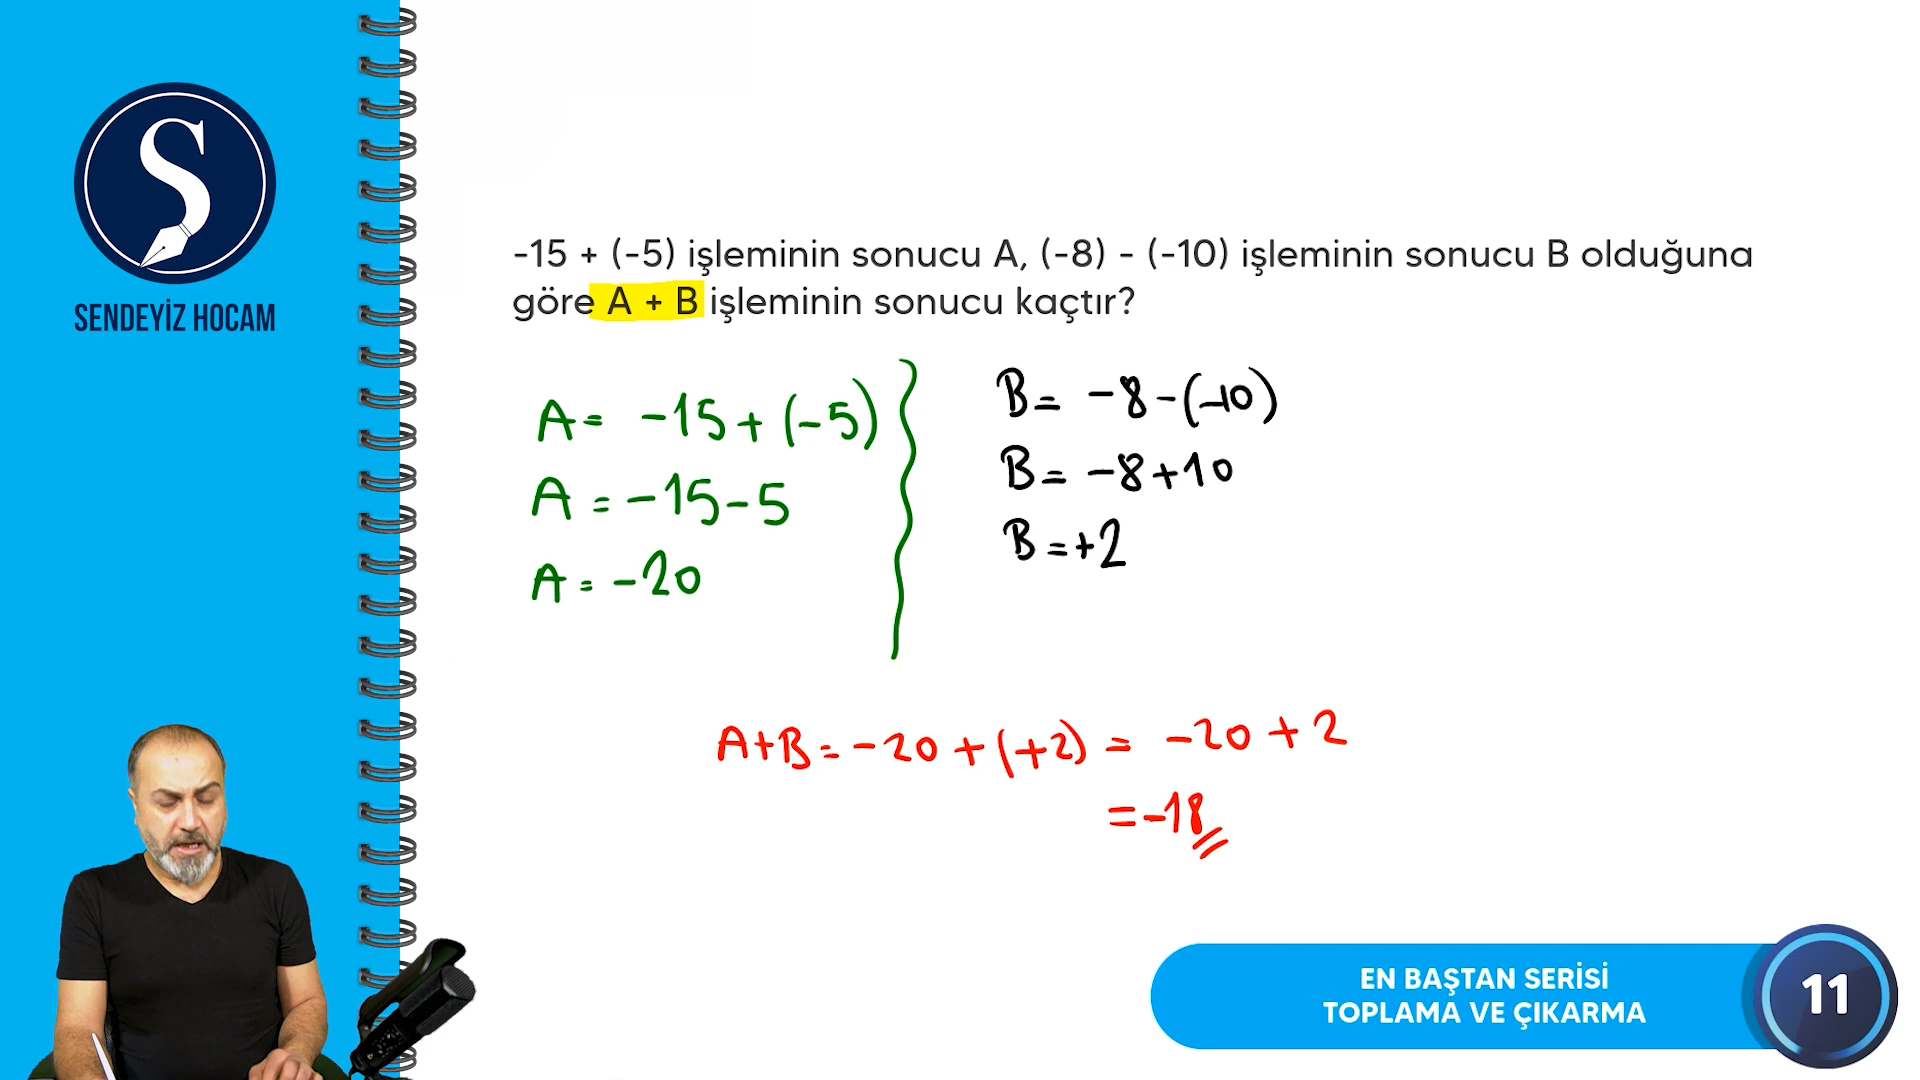 S
SENDEYİZ HOCAM
-15 + (-5) işleminin sonucu A, (-8) - (-10) işleminin sonucu B olduğuna
göre A + B işleminin sonucu kaçtır?
A = -15 + (-5)
A = -15 - 5
A = -20
B = -8 - (-10)
B = -8 + 10
B = +2
A+B = -20 + (+2) = -20 + 2
= -18
EN BAŞTAN SERİSİ
TOPLAMA VE ÇIKARMA
11